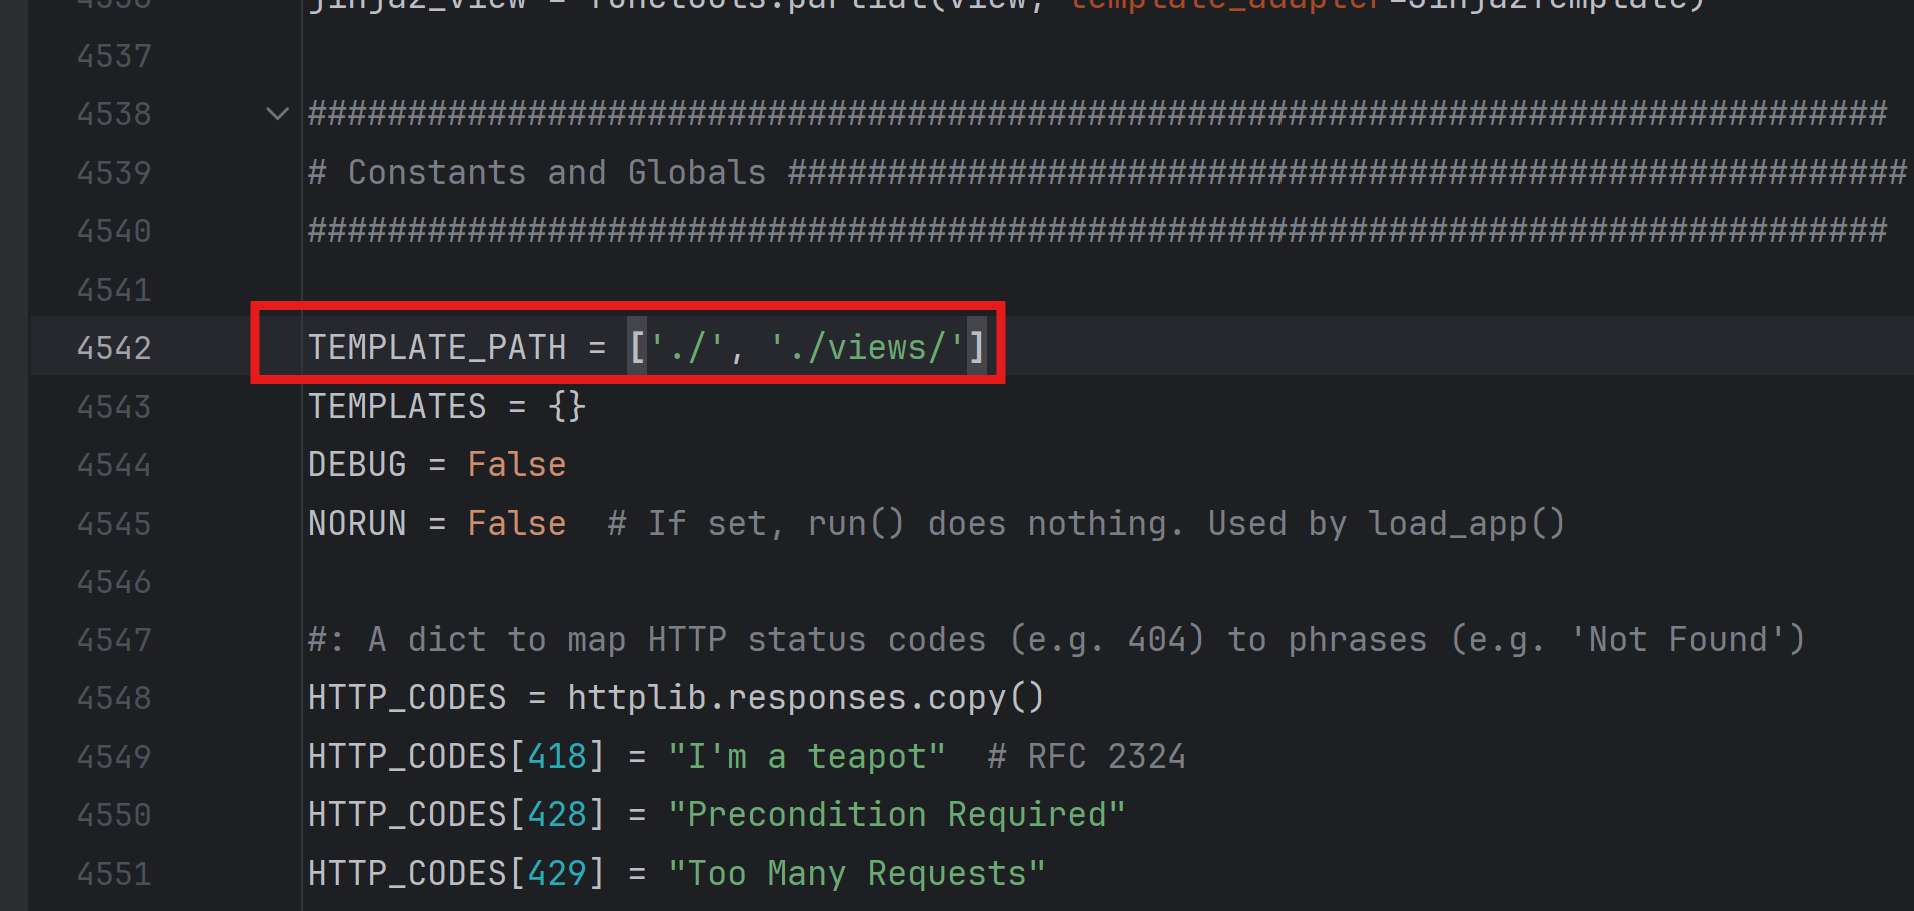 jinja2_view = functools.partial(view, template_adapter=Jinja2Template)
4537
4538 ###############################################################################
4539 # Constants and Globals ########################################################
4540 ###############################################################################
4541
4542 TEMPLATE_PATH = ['./', './views/']
4543 TEMPLATES = {}
4544 DEBUG = False
4545 NORUN = False  # If set, run() does nothing. Used by load_app()
4546
4547 #: A dict to map HTTP status codes (e.g. 404) to phrases (e.g. 'Not Found')
4548 HTTP_CODES = httplib.responses.copy()
4549 HTTP_CODES[418] = "I'm a teapot"  # RFC 2324
4550 HTTP_CODES[428] = "Precondition Required"
4551 HTTP_CODES[429] = "Too Many Requests"